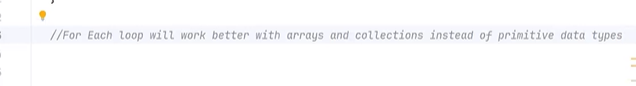 //For Each loop will work better with arrays and collections instead of primitive data types